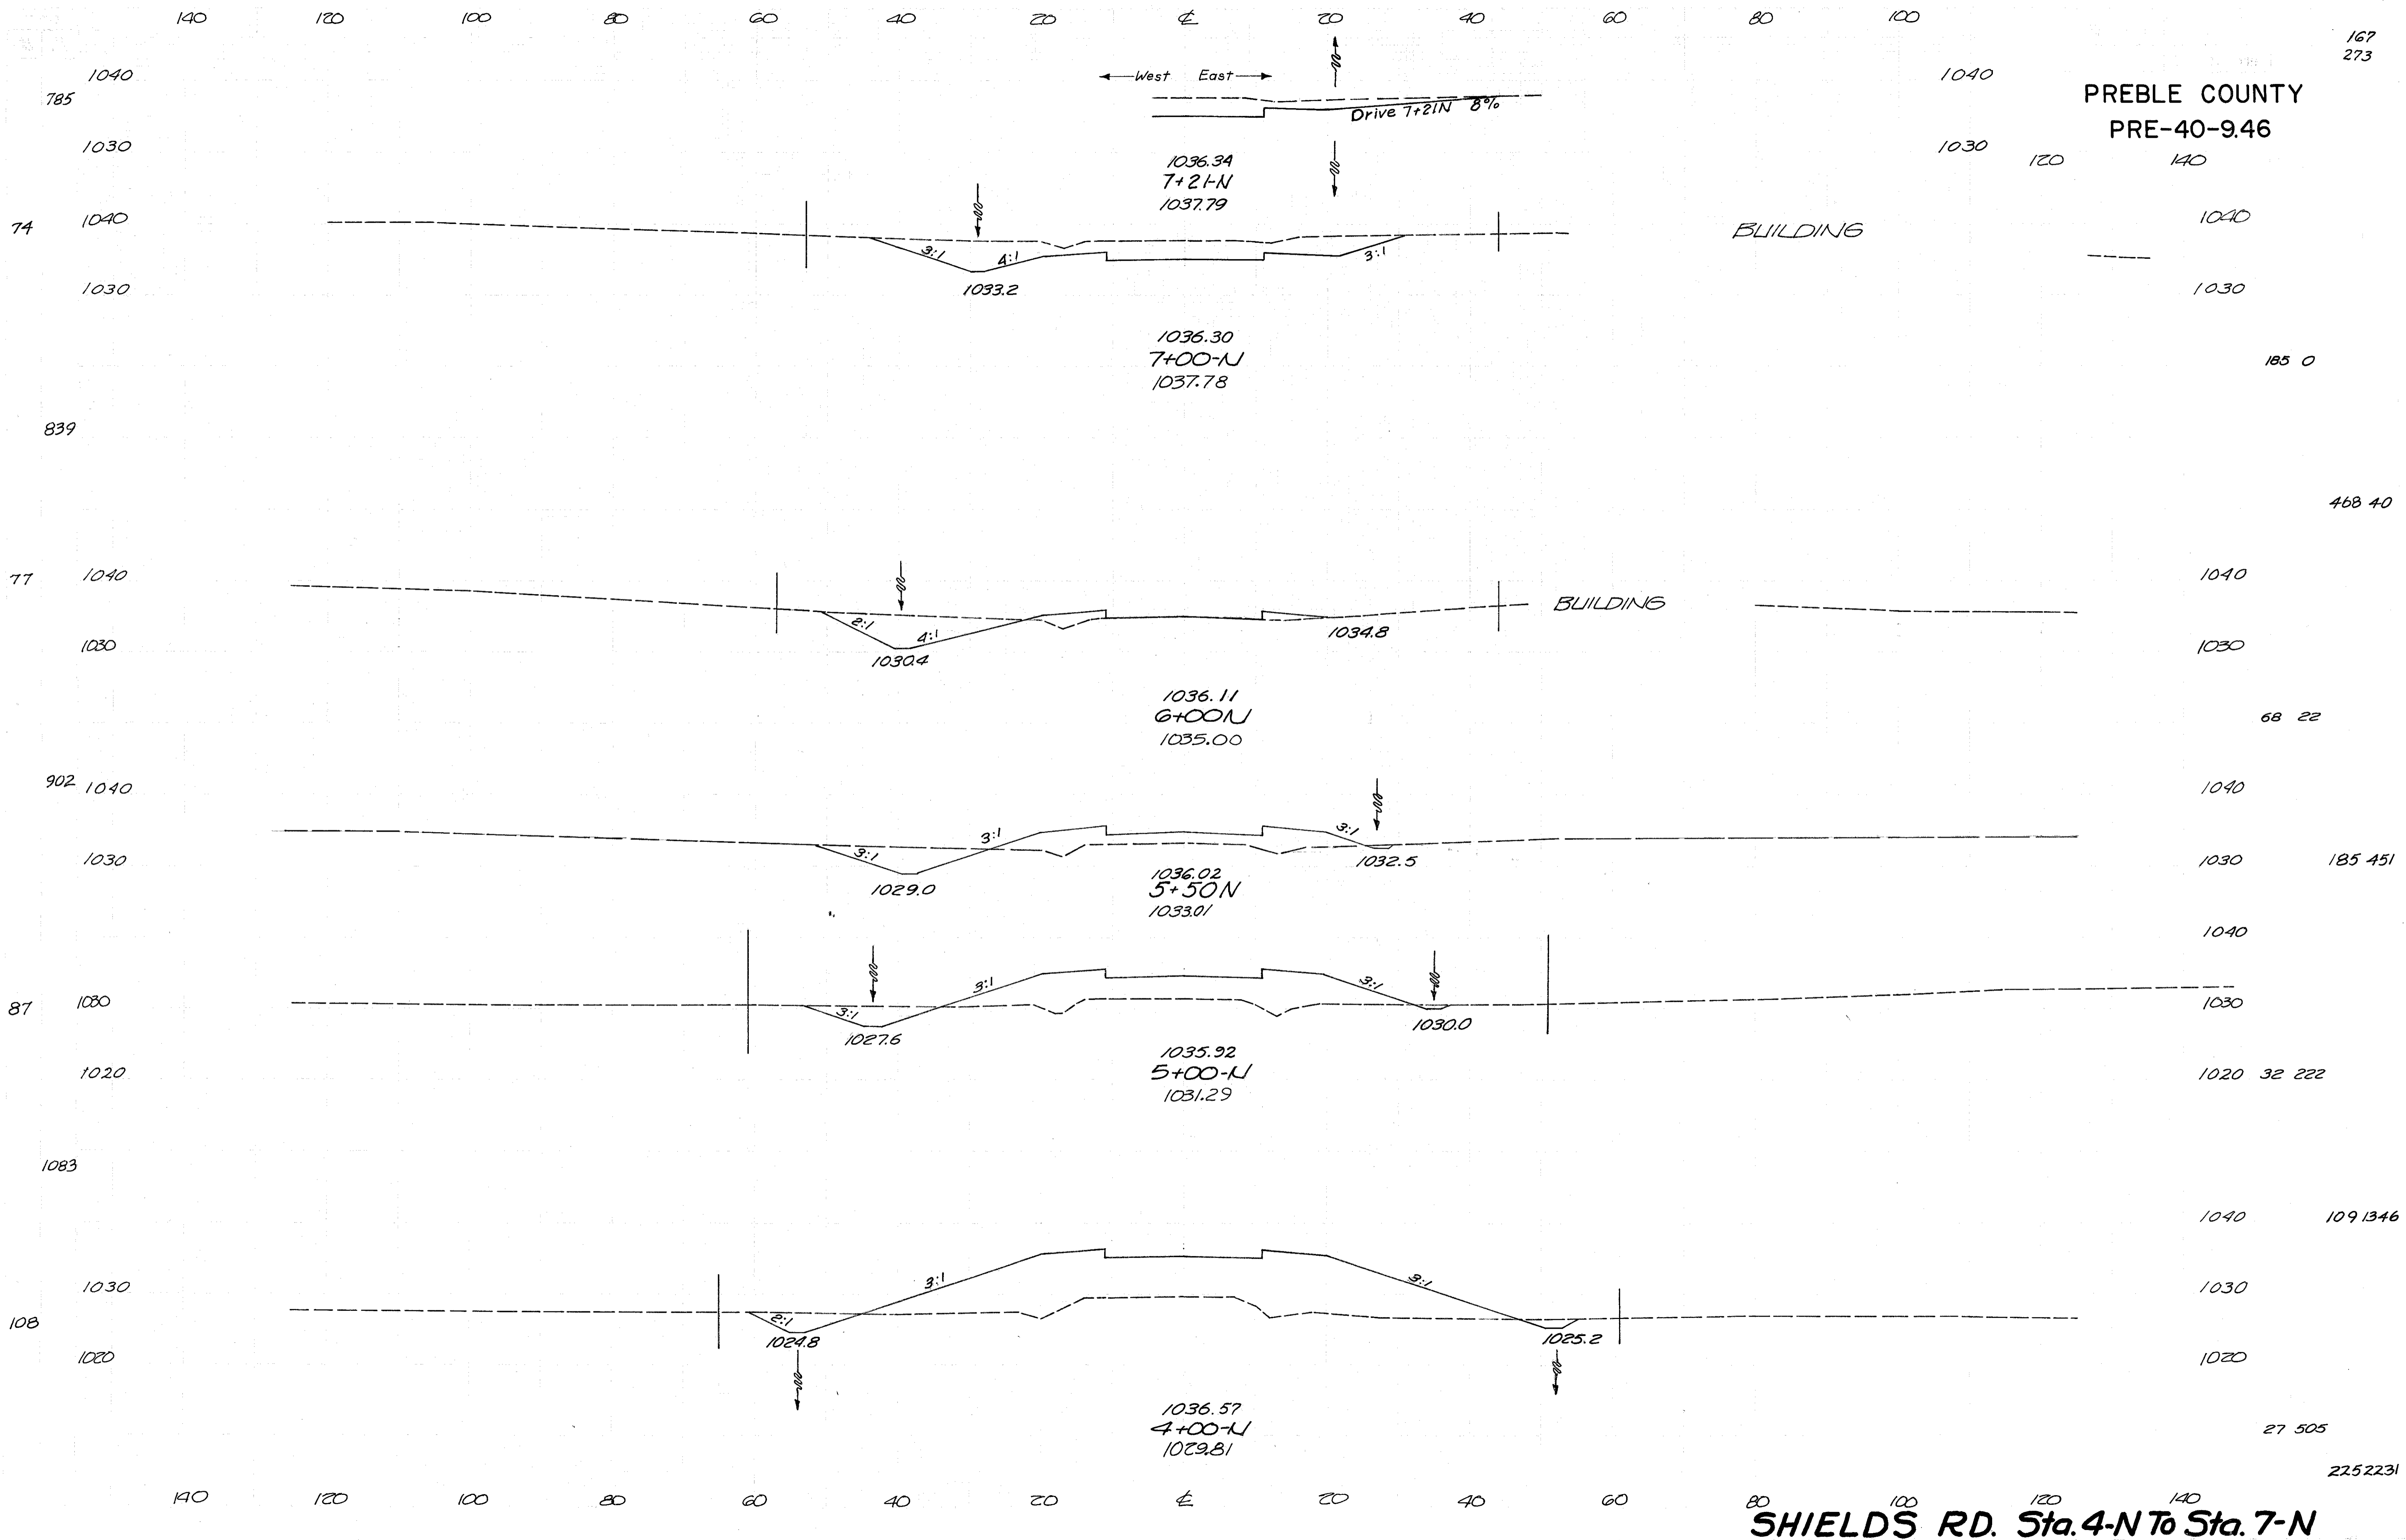 140 120 100 80 60 40 20 ℄ 20 40 60 80 100
167
273
1040 ←West East→ 1040
PREBLE COUNTY
785
Drive 7+21N 8%
PRE-40-9.46
1030 1030
120 140
1036.34
7+21-N
1037.79
74 1040 BUILDING 1040
3:1 4:1 3:1
1030 1033.2 1030
1036.30
7+00-N
1037.78
185 0
839
468 40
77 1040 1040
BUILDING
2:1 4:1 1034.8
1030 1030.4 1030
1036.11
6+00N
1035.00
68 22
902 1040 1040
3:1 3:1 3:1
1030 1029.0 1032.5 1030 185 451
1036.02
5+50N
1033.01
1040
3:1 3:1 3:1
87 1030 1030
1027.6 1030.0
1035.92
5+00-N
1031.29
1020 1020 32 222
1083
1040 109 1346
1030 3:1 3:1 1030
108 2:1
1024.8 1025.2
1020 1020
1036.57
4+00-N
1029.81
27 505
225 2231
140 120 100 80 60 40 20 ℄ 20 40 60 80 100 120 140
SHIELDS RD. Sta. 4-N To Sta. 7-N